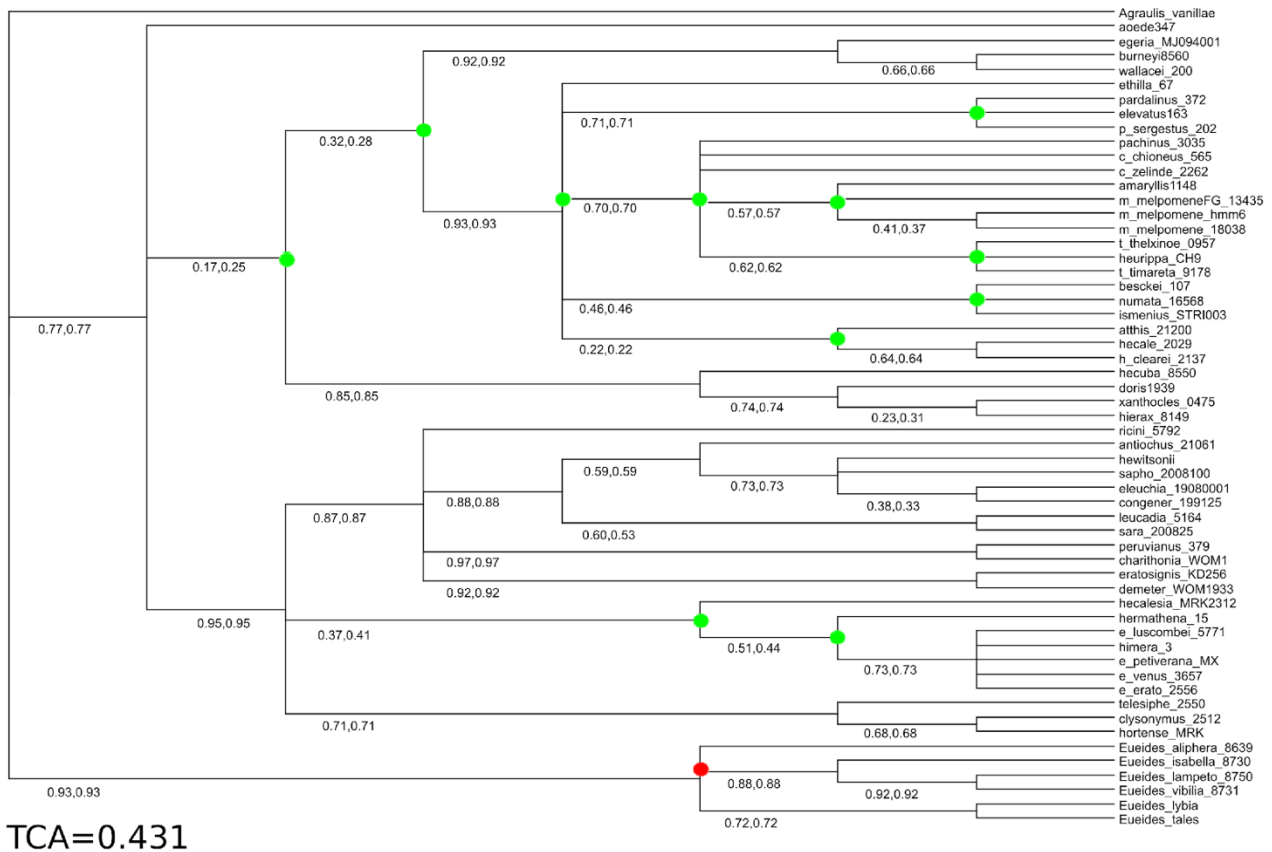 Agraulis_vanillae
aoede347
egeria_MJ094001
0.92,0.92
burneyi8560
0.66,0.66
wallacei_200
ethilla_67
pardalinus_372
elevatus163
0.71,0.71
p_sergestus_202
0.32,0.28
pachinus_3035
c_chioneus_565
c_zelinde_2262
amaryllis1148
m_melpomeneFG_13435
0.70,0.70
0.57,0.57
m_melpomene_hmm6
0.93,0.93
0.41,0.37
m_melpomene_18038
t_thelxinoe_0957
heurippa_CH9
0.17,0.25
0.62,0.62
t_timareta_9178
besckei_107
numata_16568
0.46,0.46
ismenius_STRI003
0.77,0.77
atthis_21200
hecale_2029
0.22,0.22
0.64,0.64
h_clearei_2137
hecuba_8550
doris1939
0.85,0.85
xanthocles_0475
0.74,0.74
0.23,0.31
hierax_8149
ricini_5792
antiochus_21061
hewitsonii
0.59,0.59
sapho_2008100
0.73,0.73
eleuchia_19080001
0.88,0.88
0.38,0.33
congener_199125
0.87,0.87
leucadia_5164
0.60,0.53
sara_200825
peruvianus_379
0.97,0.97
charithonia_WOM1
eratosignis_KD256
0.92,0.92
demeter_WOM1933
hecalesia_MRK2312
0.95,0.95
hermathena_15
e_luscombei_5771
0.37,0.41
0.51,0.44
himera_3
e_petiverana_MX
0.73,0.73
e_venus_3657
e_erato_2556
telesiphe_2550
clysonymus_2512
0.71,0.71
0.68,0.68
hortense_MRK
Eueides_aliphera_8639
Eueides_isabella_8730
Eueides_lampeto_8750
0.88,0.88
0.93,0.93
0.92,0.92
Eueides_vibilia_8731
Eueides_lybia
0.72,0.72
Eueides_tales
TCA=0.431